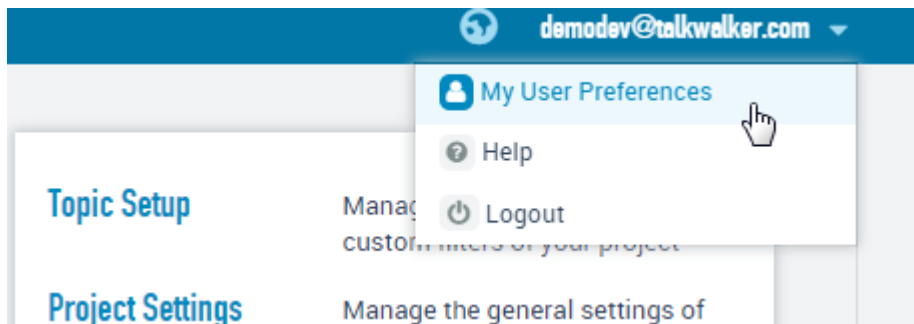 demodev@talkwalker.com
My User Preferences
Help
Logout
Topic Setup
Manag
custom filters of your project
Project Settings
Manage the general settings of